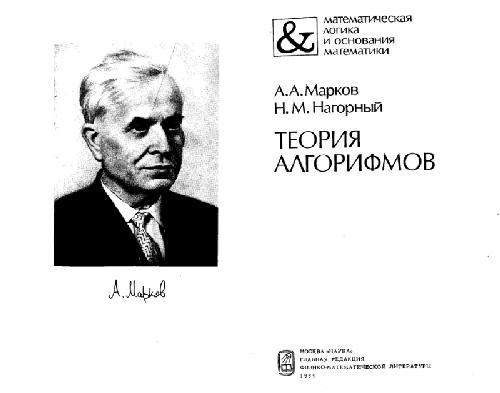 А. Марков
&
математическая
логика
и основания
математики
А.А.Марков
Н.М.Нагорный
ТЕОРИЯ
АЛГОРИФМОВ
МОСКВА «НАУКА»
ГЛАВНАЯ РЕДАКЦИЯ
ФИЗИКО-МАТЕМАТИЧЕСКОЙ ЛИТЕРАТУРЫ